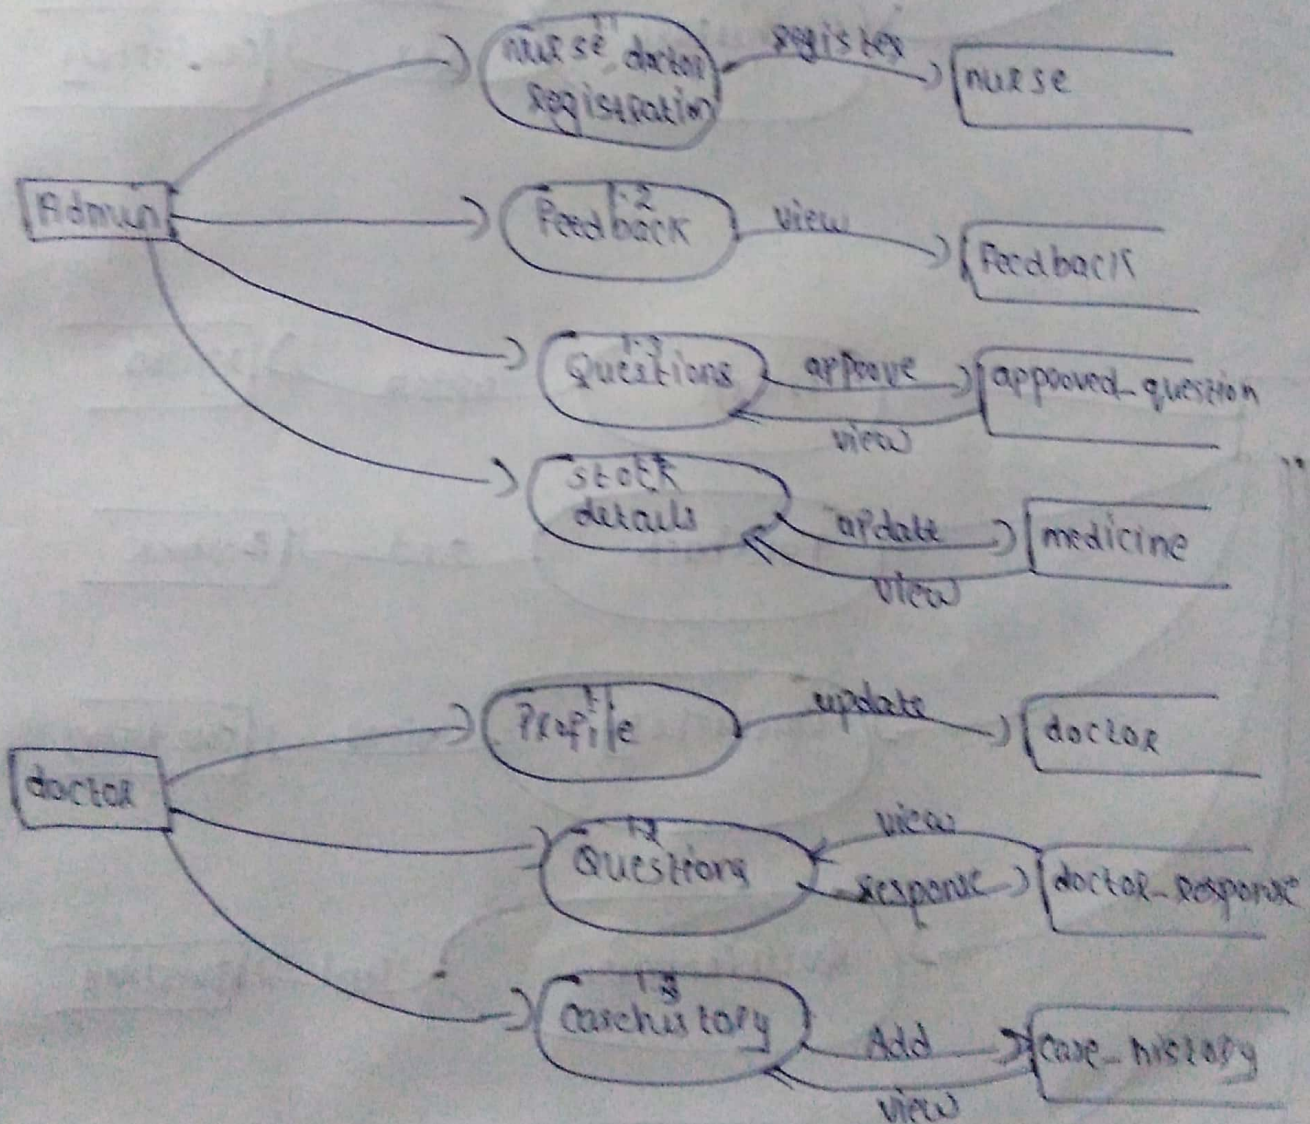 1.1
nurse doctor
registration
register
nurse
Admin
1.2
Feedback
view
Feedback
1.3
Questions
approve
approved_question
view
stock
details
update
medicine
view
1.1
Profile
update
doctor
doctor
1.2
Questions
view
response
doctor_response
1.3
Casehistory
Add
case_history
view